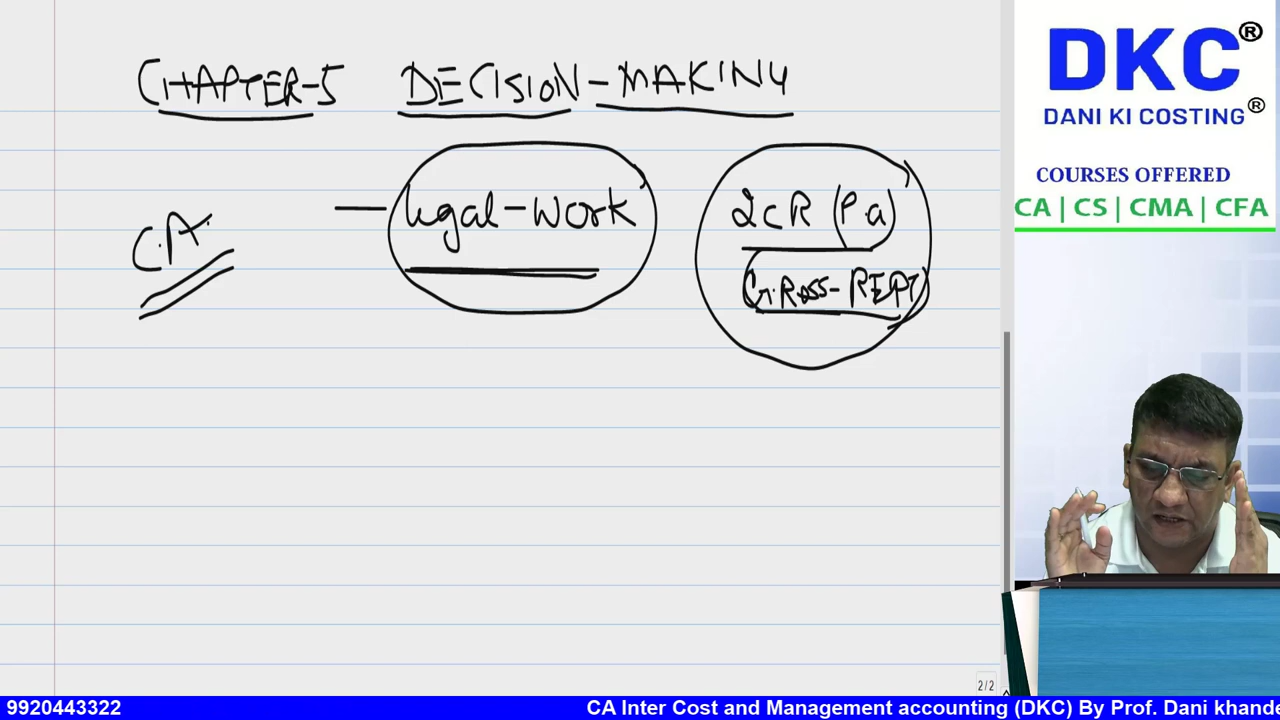 CHAPTER-5 DECISION-MAKING
C.A. – legal-work 2CR (P.a)
GROSS-REPT
DKC®
DANI KI COSTING®
COURSES OFFERED
CA | CS | CMA | CFA
2/2
9920443322 CA Inter Cost and Management accounting (DKC) By Prof. Dani khande